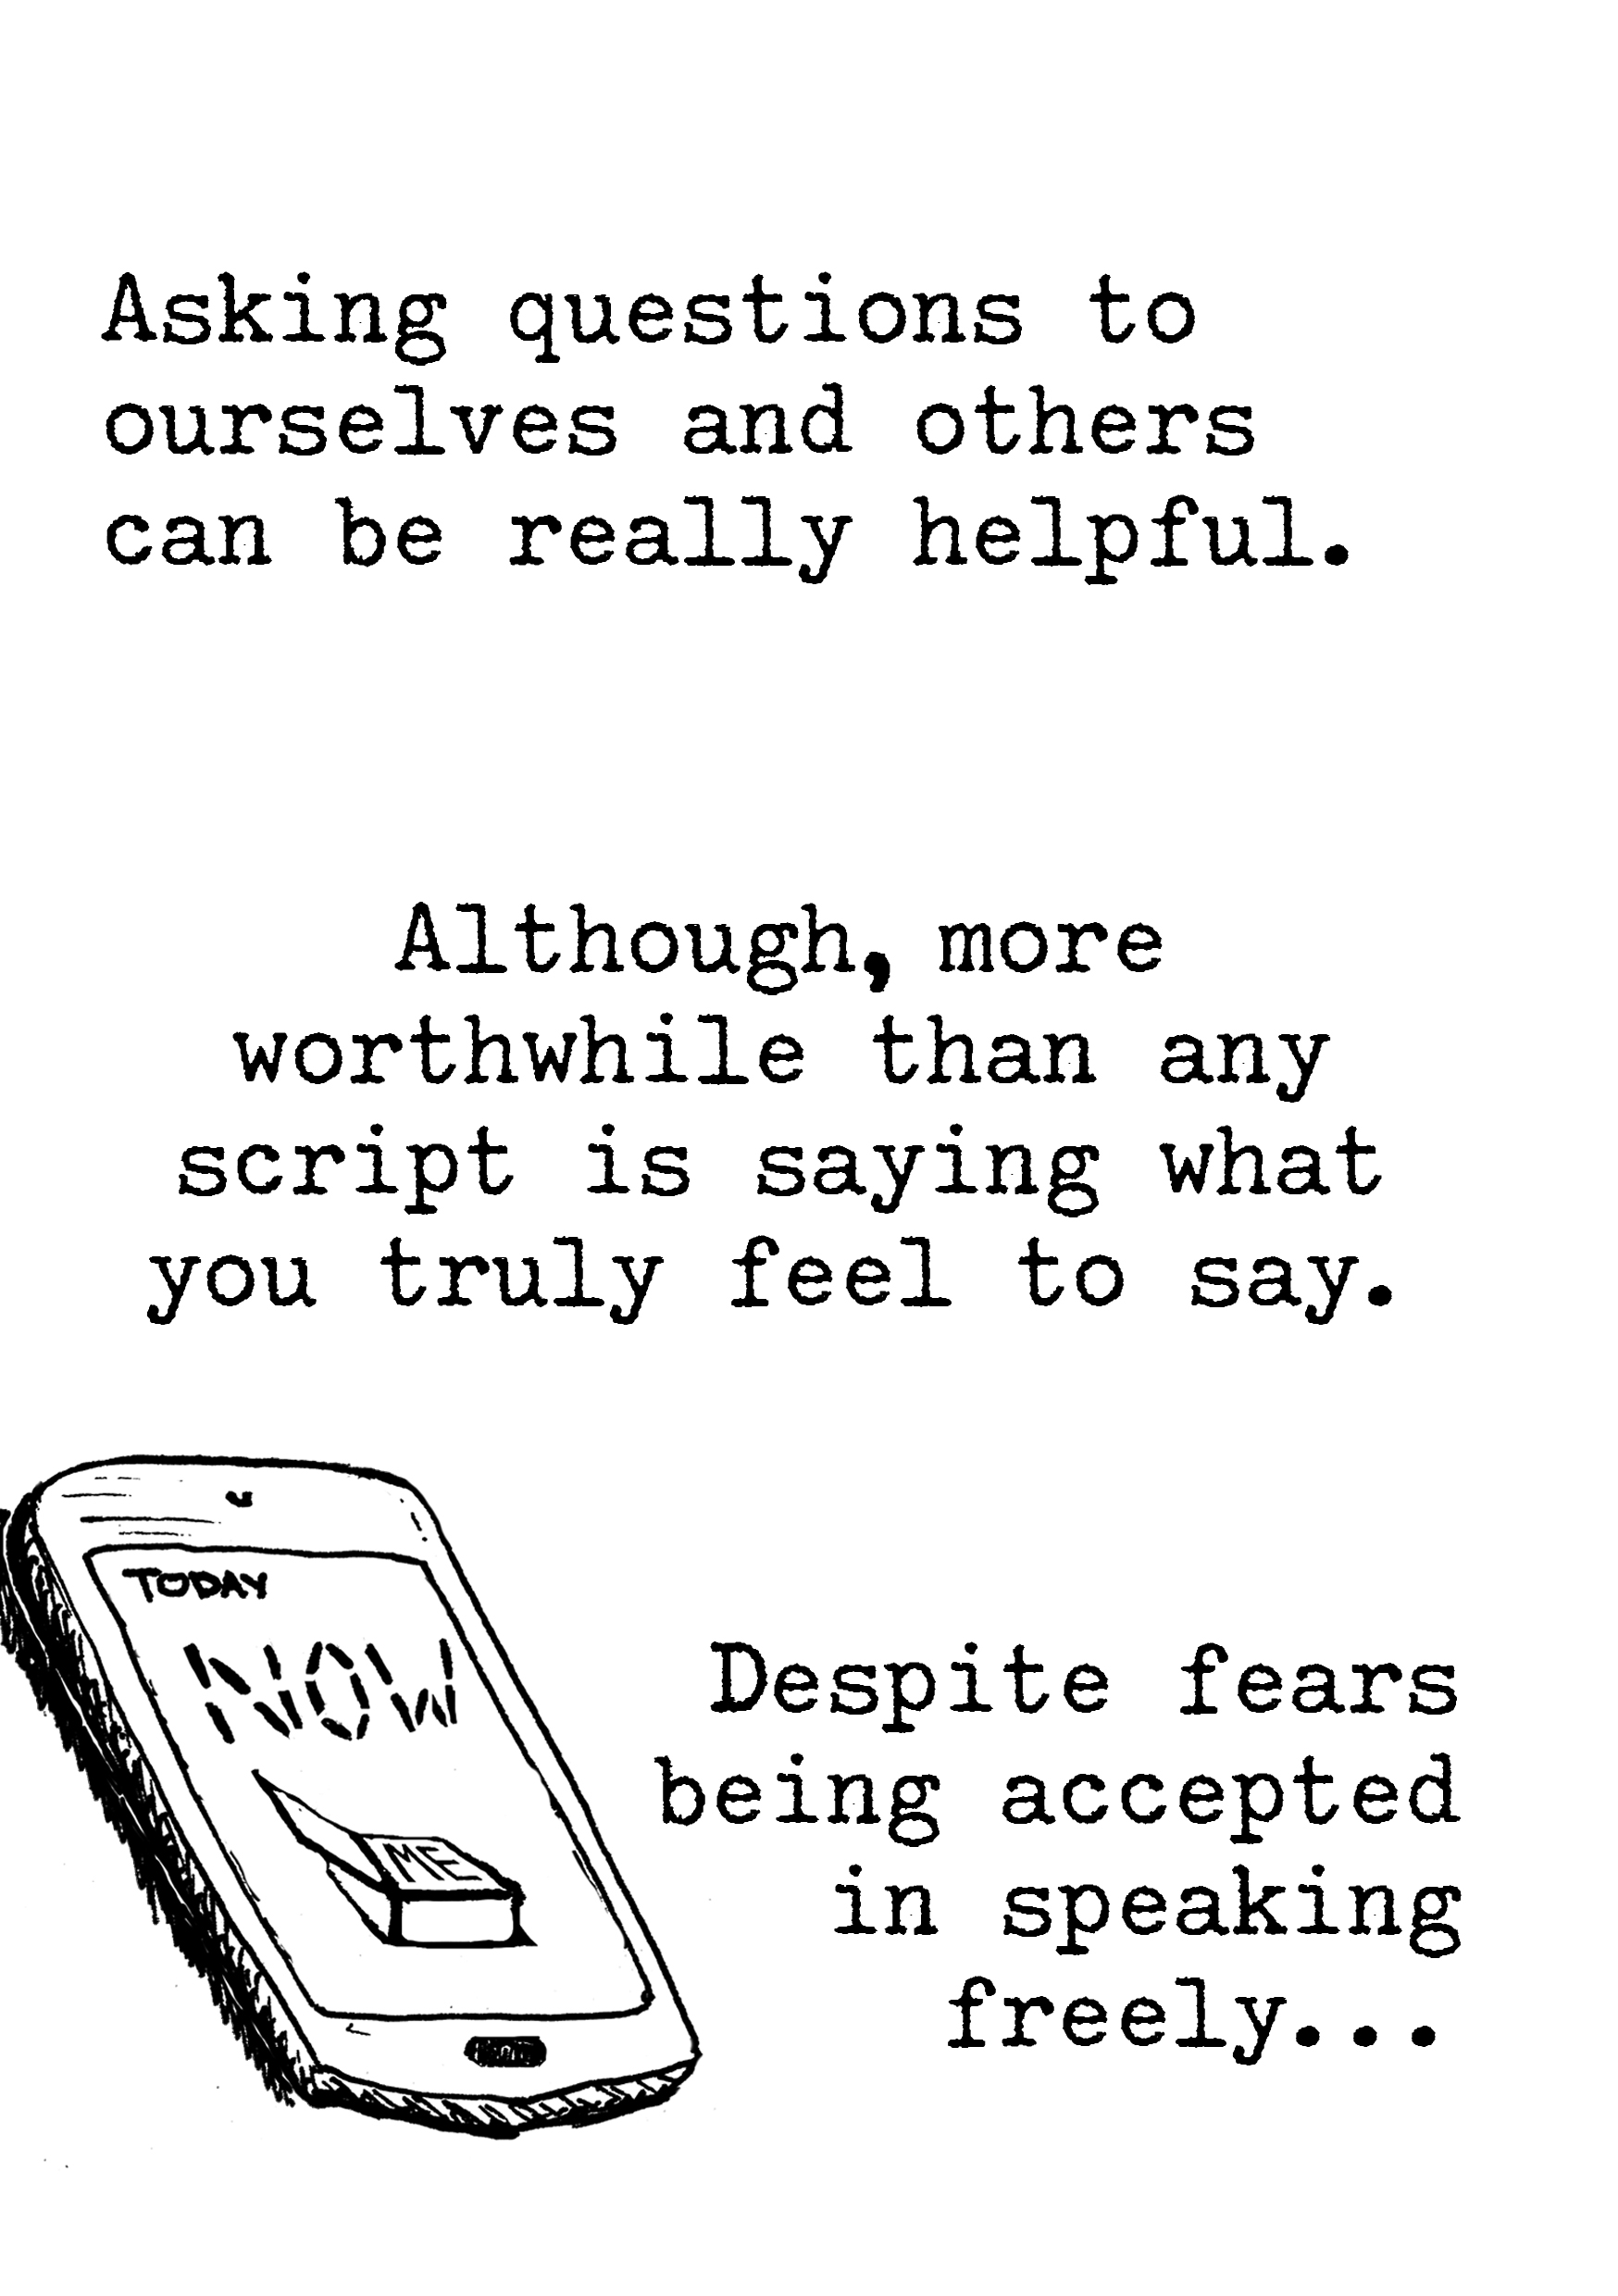 Asking questions to
ourselves and others
can be really helpful.
Although, more
worthwhile than any
script is saying what
you truly feel to say.
TODAY
NOW
ME
Despite fears
being accepted
in speaking
freely...